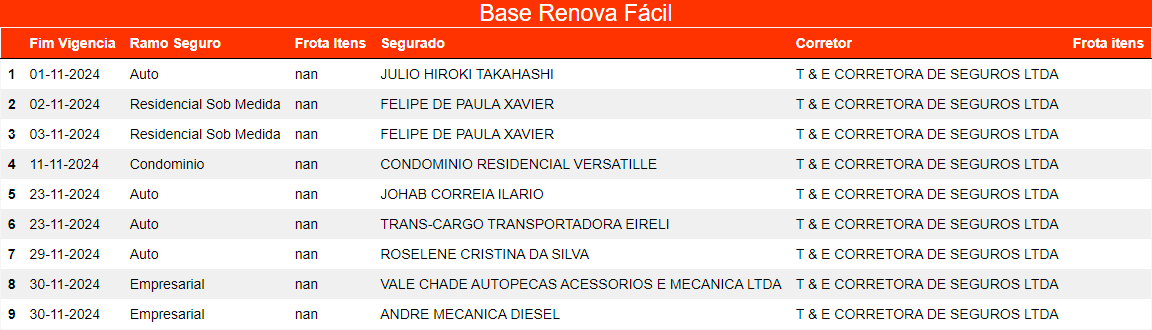 Base Renova Fácil
Fim Vigencia Ramo Seguro Frota Itens Segurado Corretor Frota itens
1 01-11-2024 Auto nan JULIO HIROKI TAKAHASHI T & E CORRETORA DE SEGUROS LTDA
2 02-11-2024 Residencial Sob Medida nan FELIPE DE PAULA XAVIER T & E CORRETORA DE SEGUROS LTDA
3 03-11-2024 Residencial Sob Medida nan FELIPE DE PAULA XAVIER T & E CORRETORA DE SEGUROS LTDA
4 11-11-2024 Condominio nan CONDOMINIO RESIDENCIAL VERSATILLE T & E CORRETORA DE SEGUROS LTDA
5 23-11-2024 Auto nan JOHAB CORREIA ILARIO T & E CORRETORA DE SEGUROS LTDA
6 23-11-2024 Auto nan TRANS-CARGO TRANSPORTADORA EIRELI T & E CORRETORA DE SEGUROS LTDA
7 29-11-2024 Auto nan ROSELENE CRISTINA DA SILVA T & E CORRETORA DE SEGUROS LTDA
8 30-11-2024 Empresarial nan VALE CHADE AUTOPECAS ACESSORIOS E MECANICA LTDA T & E CORRETORA DE SEGUROS LTDA
9 30-11-2024 Empresarial nan ANDRE MECANICA DIESEL T & E CORRETORA DE SEGUROS LTDA